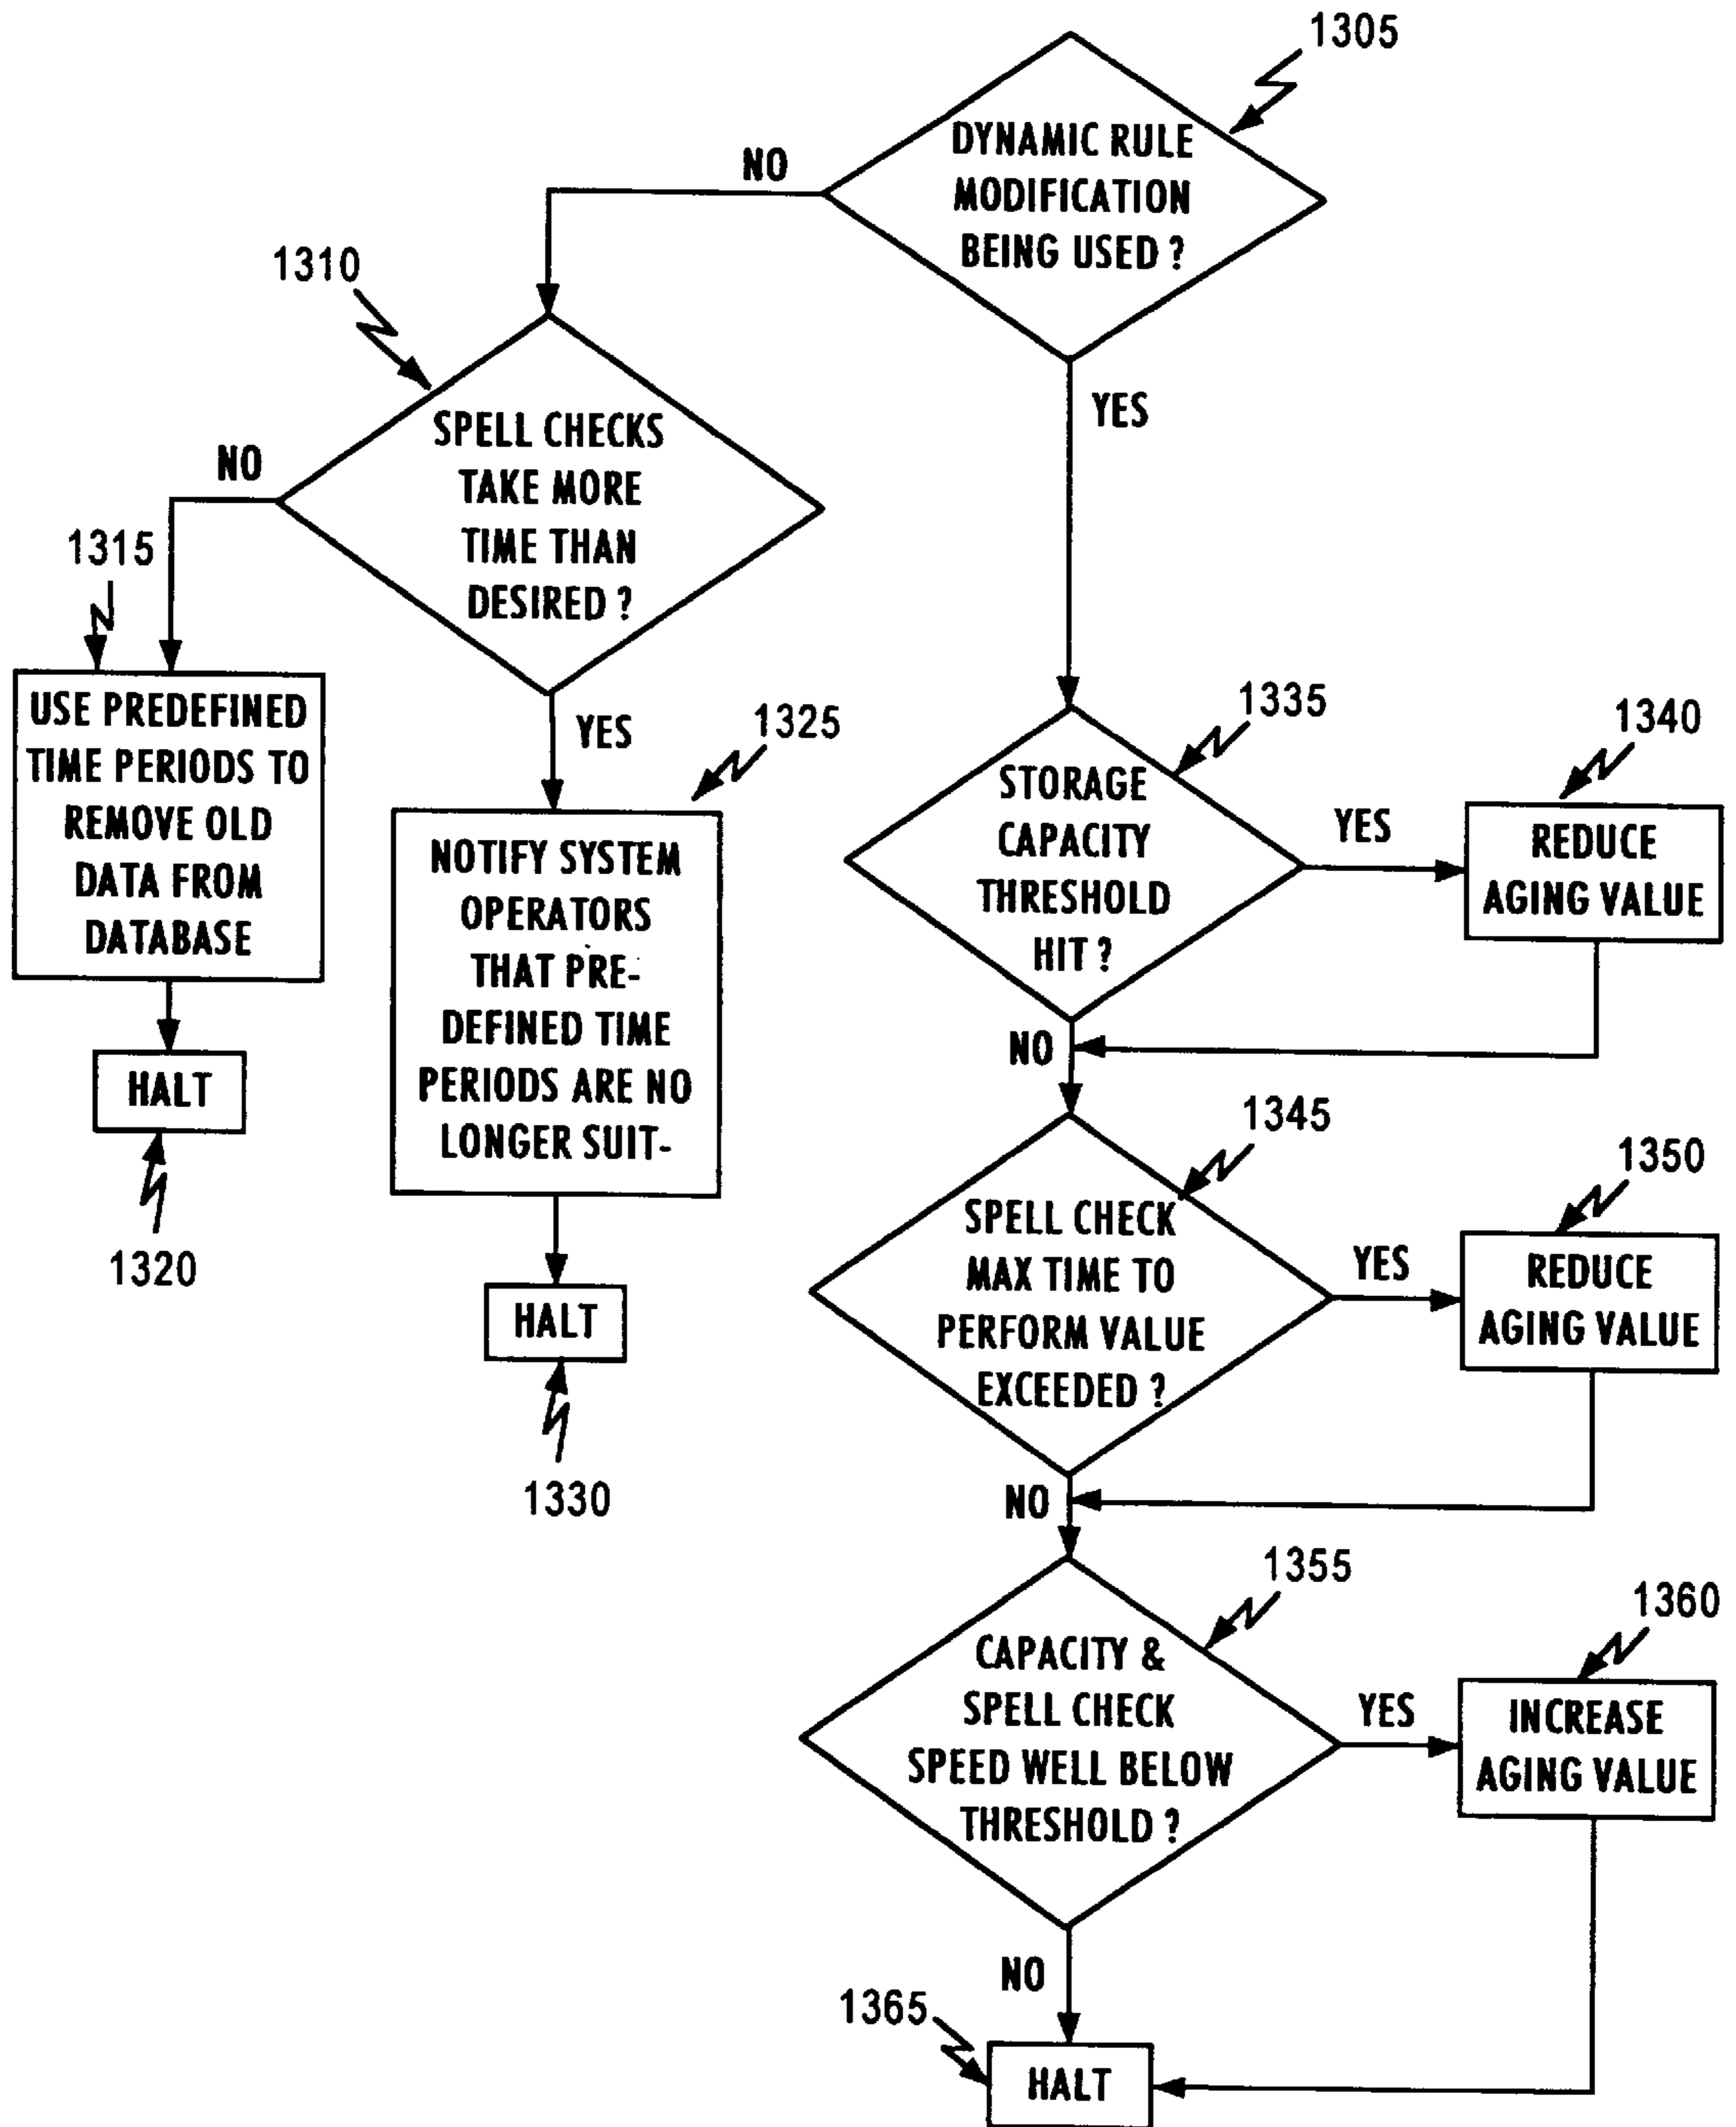 1305
DYNAMIC RULE
MODIFICATION
BEING USED ?
NO
YES
1310
SPELL CHECKS
TAKE MORE
TIME THAN
DESIRED ?
NO
YES
1315
USE PREDEFINED
TIME PERIODS TO
REMOVE OLD
DATA FROM
DATABASE
HALT
1320
1325
NOTIFY SYSTEM
OPERATORS
THAT PRE-
DEFINED TIME
PERIODS ARE NO
LONGER SUIT-
HALT
1330
1335
STORAGE
CAPACITY
THRESHOLD
HIT ?
YES
NO
1340
REDUCE
AGING VALUE
1345
SPELL CHECK
MAX TIME TO
PERFORM VALUE
EXCEEDED ?
YES
NO
1350
REDUCE
AGING VALUE
1355
CAPACITY &
SPELL CHECK
SPEED WELL BELOW
THRESHOLD ?
YES
NO
1360
INCREASE
AGING VALUE
1365
HALT